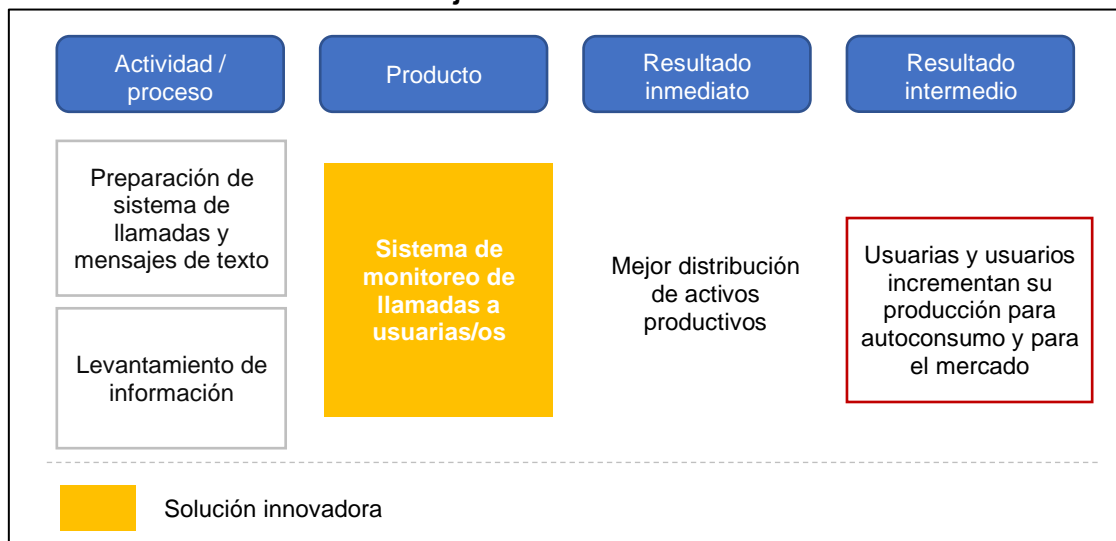 Actividad /
proceso
Producto
Resultado
inmediato
Resultado
intermedio
Preparación de
sistema de
llamadas y
mensajes de texto
Levantamiento de
información
Sistema de
monitoreo de
llamadas a
usuarias/os
Mejor distribución
de activos
productivos
Usuarias y usuarios
incrementan su
producción para
autoconsumo y para
el mercado
Solución innovadora